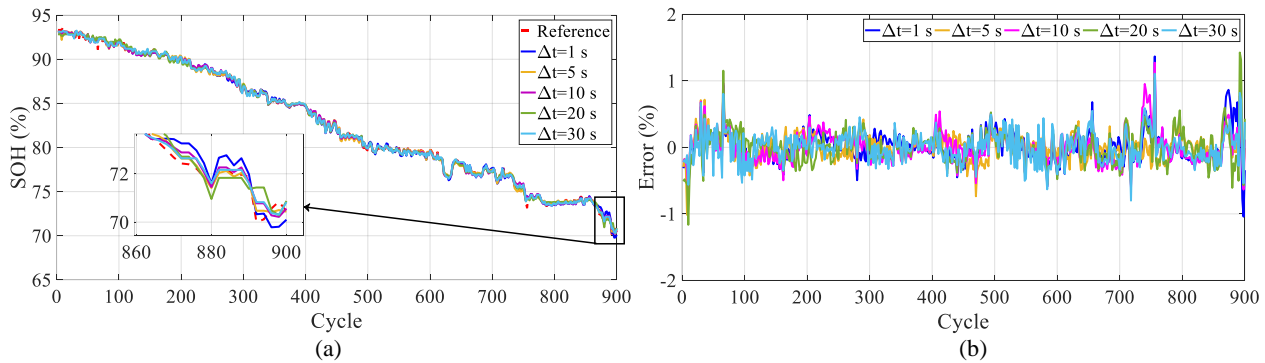 95
90
85
80
75
70
65
SOH (%)
0 100 200 300 400 500 600 700 800 900
Cycle
Reference
Δt=1 s
Δt=5 s
Δt=10 s
Δt=20 s
Δt=30 s
72
70
860 880 900
(a)
2
1
0
-1
-2
Error (%)
0 100 200 300 400 500 600 700 800 900
Cycle
Δt=1 s Δt=5 s Δt=10 s Δt=20 s Δt=30 s
(b)